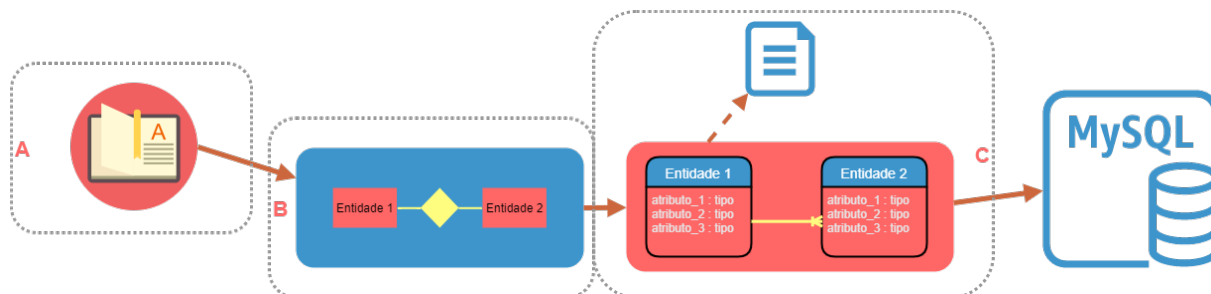 A
A
B
Entidade 1
Entidade 2
Entidade 1
atributo_1 : tipo
atributo_2 : tipo
atributo_3 : tipo
Entidade 2
atributo_1 : tipo
atributo_2 : tipo
atributo_3 : tipo
C
MySQL